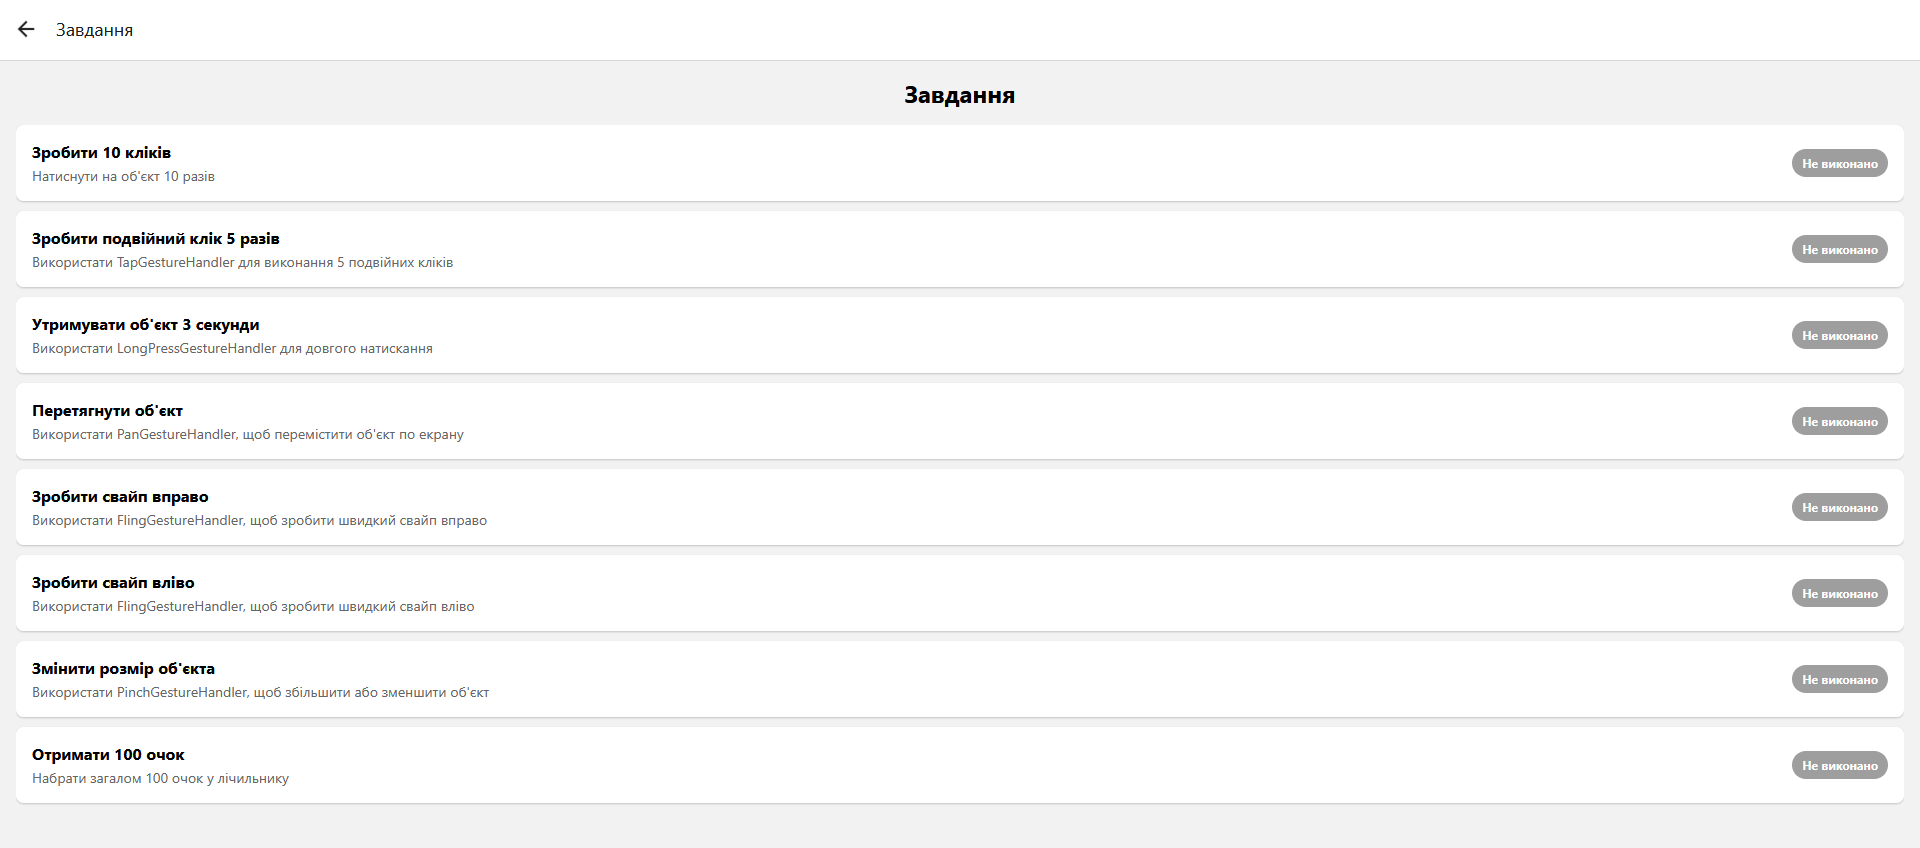 Завдання
Завдання
Зробити 10 кліків
Натиснути на об'єкт 10 разів
Не виконано
Зробити подвійний клік 5 разів
Використати TapGestureHandler для виконання 5 подвійних кліків
Не виконано
Утримувати об'єкт 3 секунди
Використати LongPressGestureHandler для довгого натискання
Не виконано
Перетягнути об'єкт
Використати PanGestureHandler, щоб перемістити об'єкт по екрану
Не виконано
Зробити свайп вправо
Використати FlingGestureHandler, щоб зробити швидкий свайп вправо
Не виконано
Зробити свайп вліво
Використати FlingGestureHandler, щоб зробити швидкий свайп вліво
Не виконано
Змінити розмір об'єкта
Використати PinchGestureHandler, щоб збільшити або зменшити об'єкт
Не виконано
Отримати 100 очок
Набрати загалом 100 очок у лічильнику
Не виконано